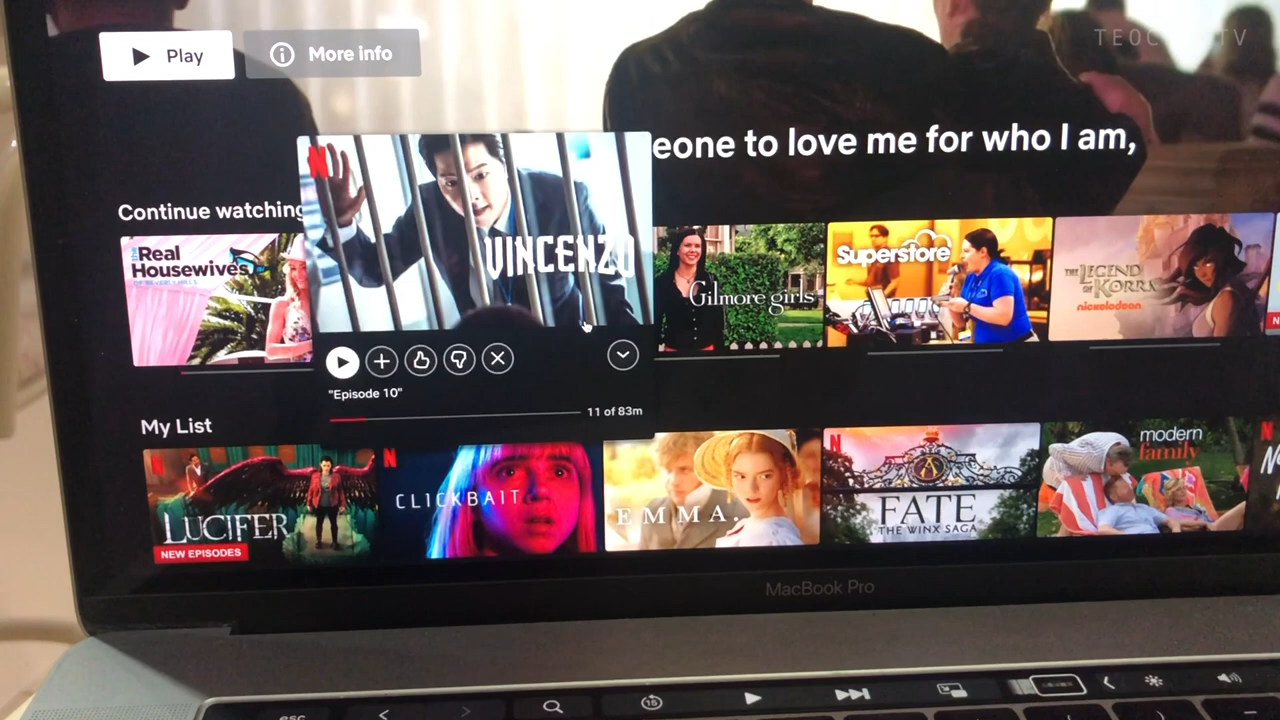 Play
More info
eone to love me for who I am,
Continue watching
the Real
Housewives
N
VINCENZO
Gilmore girls
Superstore
THE LEGEND
OF KORRA
nickelodeon
N
"Episode 10"
11 of 83m
My List
N
LUCIFER
NEW EPISODES
N
CLICKBAIT
EMMA.
N
FATE
THE WINX SAGA
modern
family
N
MacBook Pro
esc
15